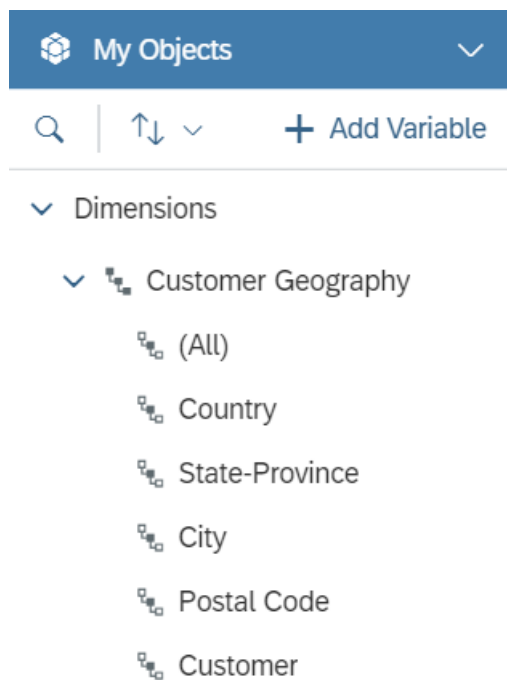 My Objects
Add Variable
Dimensions
Customer Geography
(All)
Country
State-Province
City
Postal Code
Customer